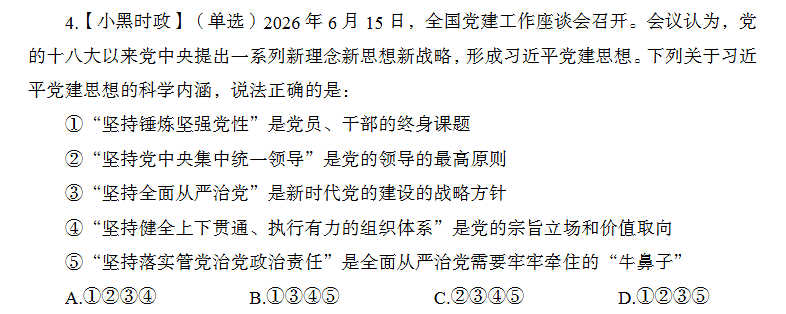 4.【小黑时政】（单选）2026 年 6 月 15 日，全国党建工作座谈会召开。会议认为，党
的十八大以来党中央提出一系列新理念新思想新战略，形成习近平党建思想。下列关于习近
平党建思想的科学内涵，说法正确的是：
①“坚持锤炼坚强党性”是党员、干部的终身课题
②“坚持党中央集中统一领导”是党的领导的最高原则
③“坚持全面从严治党”是新时代党的建设的战略方针
④“坚持健全上下贯通、执行有力的组织体系”是党的宗旨立场和价值取向
⑤“坚持落实管党治党政治责任”是全面从严治党需要牢牢牵住的“牛鼻子”
A.①②③④ B.①③④⑤ C.②③④⑤ D.①②③⑤